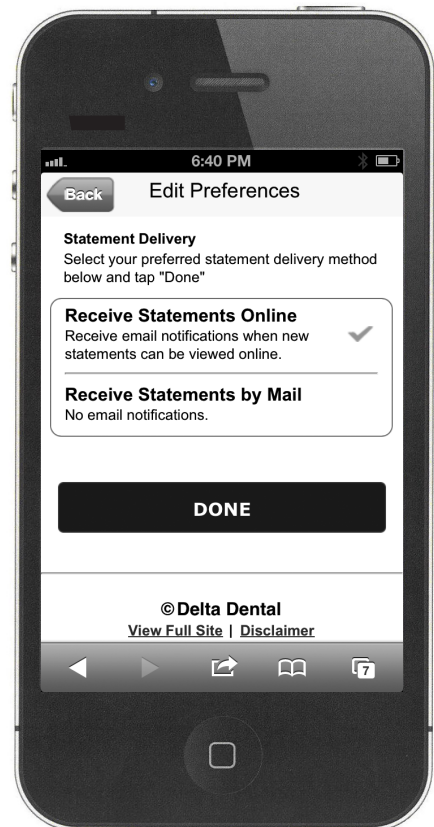 6:40 PM
Back
Edit Preferences
Statement Delivery
Select your preferred statement delivery method
below and tap "Done"
Receive Statements Online
Receive email notifications when new
statements can be viewed online.
Receive Statements by Mail
No email notifications.
DONE
©Delta Dental
View Full Site | Disclaimer
7